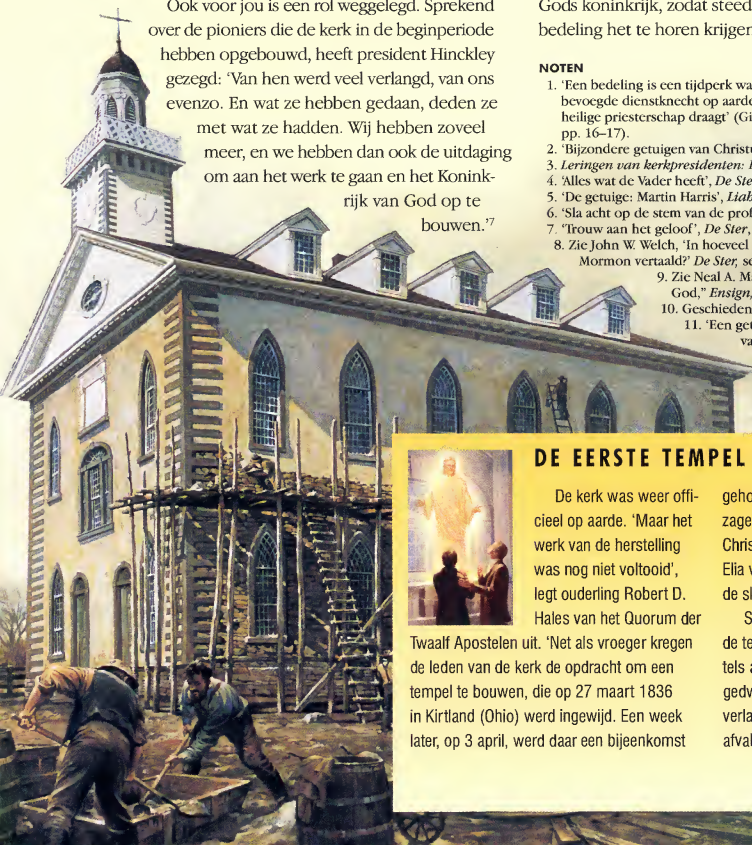 Ook voor jou is een rol weggelegd. Sprekend
over de pioniers die de kerk in de beginperiode
hebben opgebouwd, heeft president Hinckley
gezegd: ‘Van hen werd veel verlangd, van ons
evenzo. En wat ze hebben gedaan, deden ze
met wat ze hadden. Wij hebben zoveel
meer, en we hebben dan ook de uitdaging
om aan het werk te gaan en het Konink-
rijk van God op te
bouwen.’⁷
Gods koninkrijk, zodat steed
bedeling het te horen krijgen
NOTEN
1. ‘Een bedeling is een tijdperk wa
bevoegde dienstknecht op aarde
heilige priesterschap draagt’ (Gi
pp. 16–17).
2. ‘Bijzondere getuigen van Christu
3. Leringen van kerkpresidenten:
4. ‘Alles wat de Vader heeft’, De Ste
5. ‘De getuige: Martin Harris’, Liah
6. ‘Sla acht op de stem van de prof
7. ‘Trouw aan het geloof’, De Ster,
8. Zie John W. Welch, ‘In hoeveel
Mormon vertaald?’ De Ster, se
9. Zie Neal A. M
God,” Ensign,
10. Geschieden
11. ‘Een get
va
DE EERSTE TEMPEL
De kerk was weer offi-
cieel op aarde. ‘Maar het
werk van de herstelling
was nog niet voltooid’,
legt ouderling Robert D.
Hales van het Quorum der
Twaalf Apostelen uit. ‘Net als vroeger kregen
de leden van de kerk de opdracht om een
tempel te bouwen, die op 27 maart 1836
in Kirtland (Ohio) werd ingewijd. Een week
later, op 3 april, werd daar een bijeenkomst
geho
zage
Chris
Elia v
de sl
S
de te
tels a
gedv
verla
afval